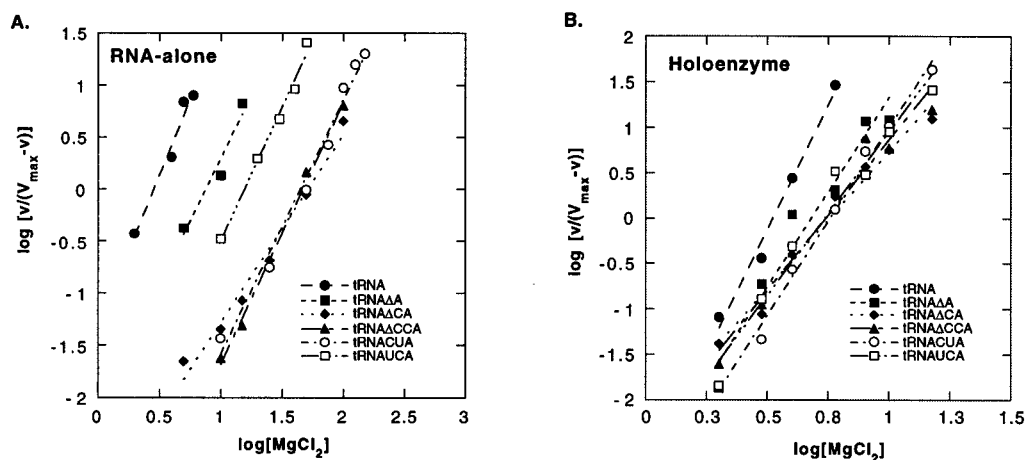 A.
RNA-alone
log [v/(Vmax-v)]
1.5
1
0.5
0
-0.5
-1
-1.5
-2
0
0.5
1
1.5
2
2.5
3
log[MgCl2]
tRNA
tRNAΔA
tRNAΔCA
tRNAΔCCA
tRNACUA
tRNAUCA
B.
Holoenzyme
log [v/(Vmax-v)]
2
1.5
1
0.5
0
-0.5
-1
-1.5
-2
0
0.3
0.5
0.8
1
1.3
1.5
log[MgCl2]
tRNA
tRNAΔA
tRNAΔCA
tRNAΔCCA
tRNACUA
tRNAUCA